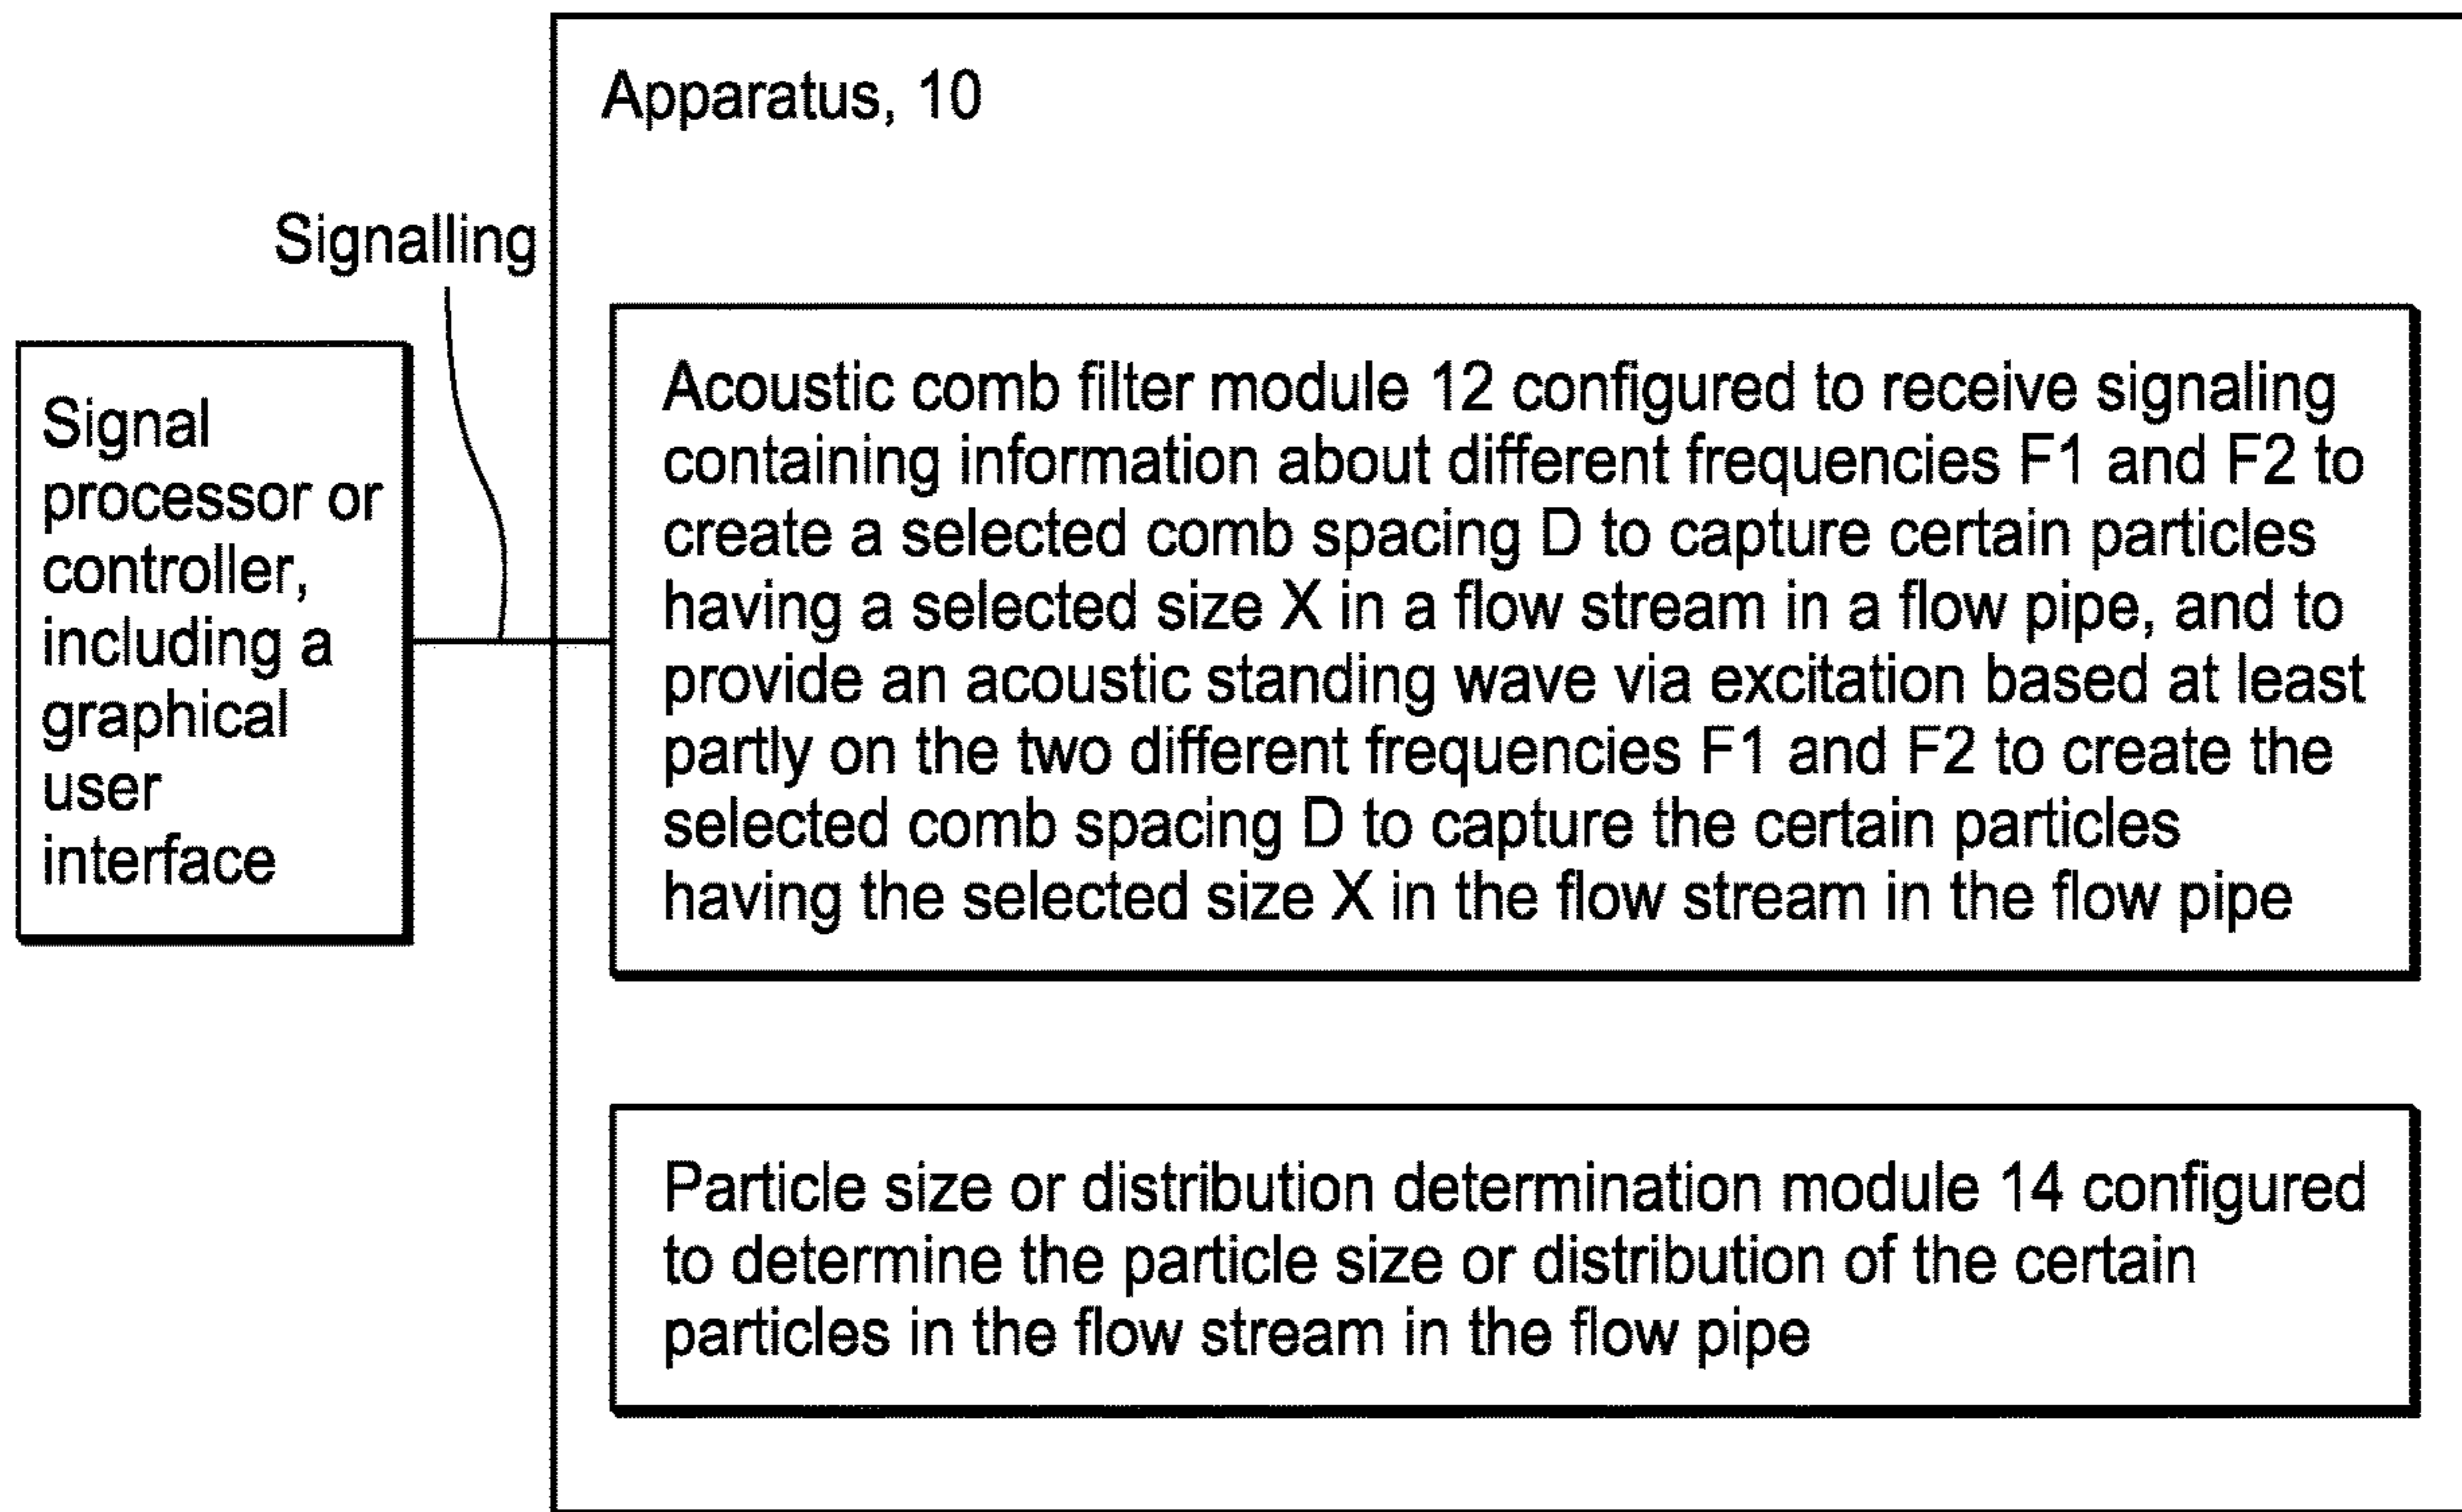 Apparatus, 10
Signalling
Signal
processor or
controller,
including a
graphical
user
interface
Acoustic comb filter module 12 configured to receive signaling
containing information about different frequencies F1 and F2 to
create a selected comb spacing D to capture certain particles
having a selected size X in a flow stream in a flow pipe, and to
provide an acoustic standing wave via excitation based at least
partly on the two different frequencies F1 and F2 to create the
selected comb spacing D to capture the certain particles
having the selected size X in the flow stream in the flow pipe
Particle size or distribution determination module 14 configured
to determine the particle size or distribution of the certain
particles in the flow stream in the flow pipe